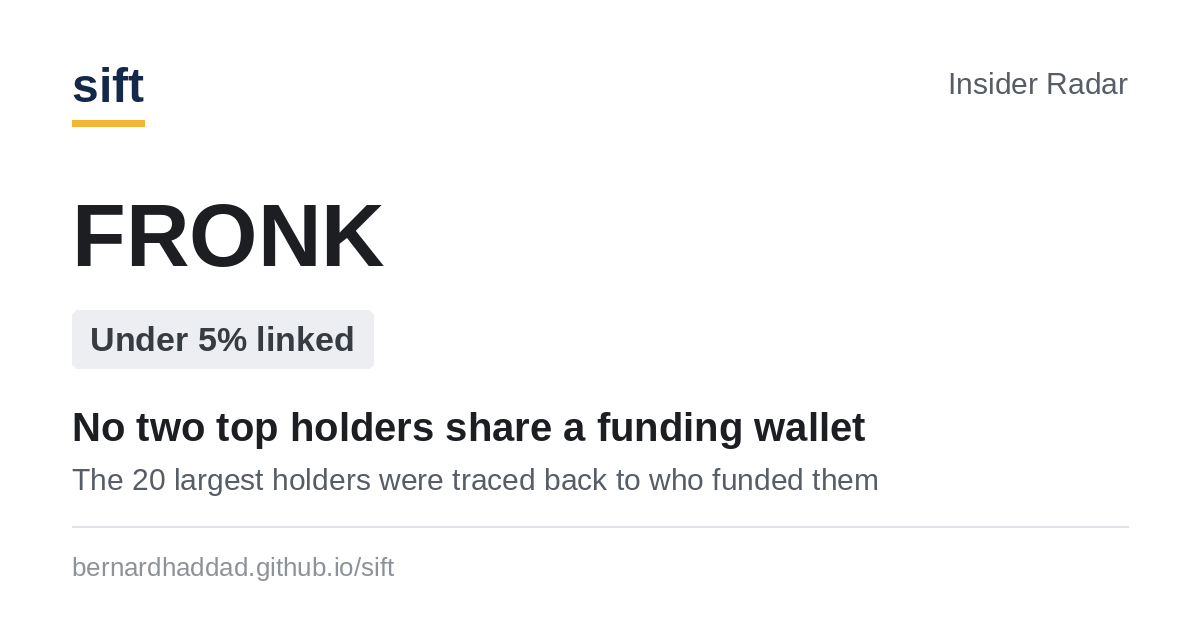 sift
Insider Radar
FRONK
Under 5% linked
No two top holders share a funding wallet
The 20 largest holders were traced back to who funded them
bernardhaddad.github.io/sift